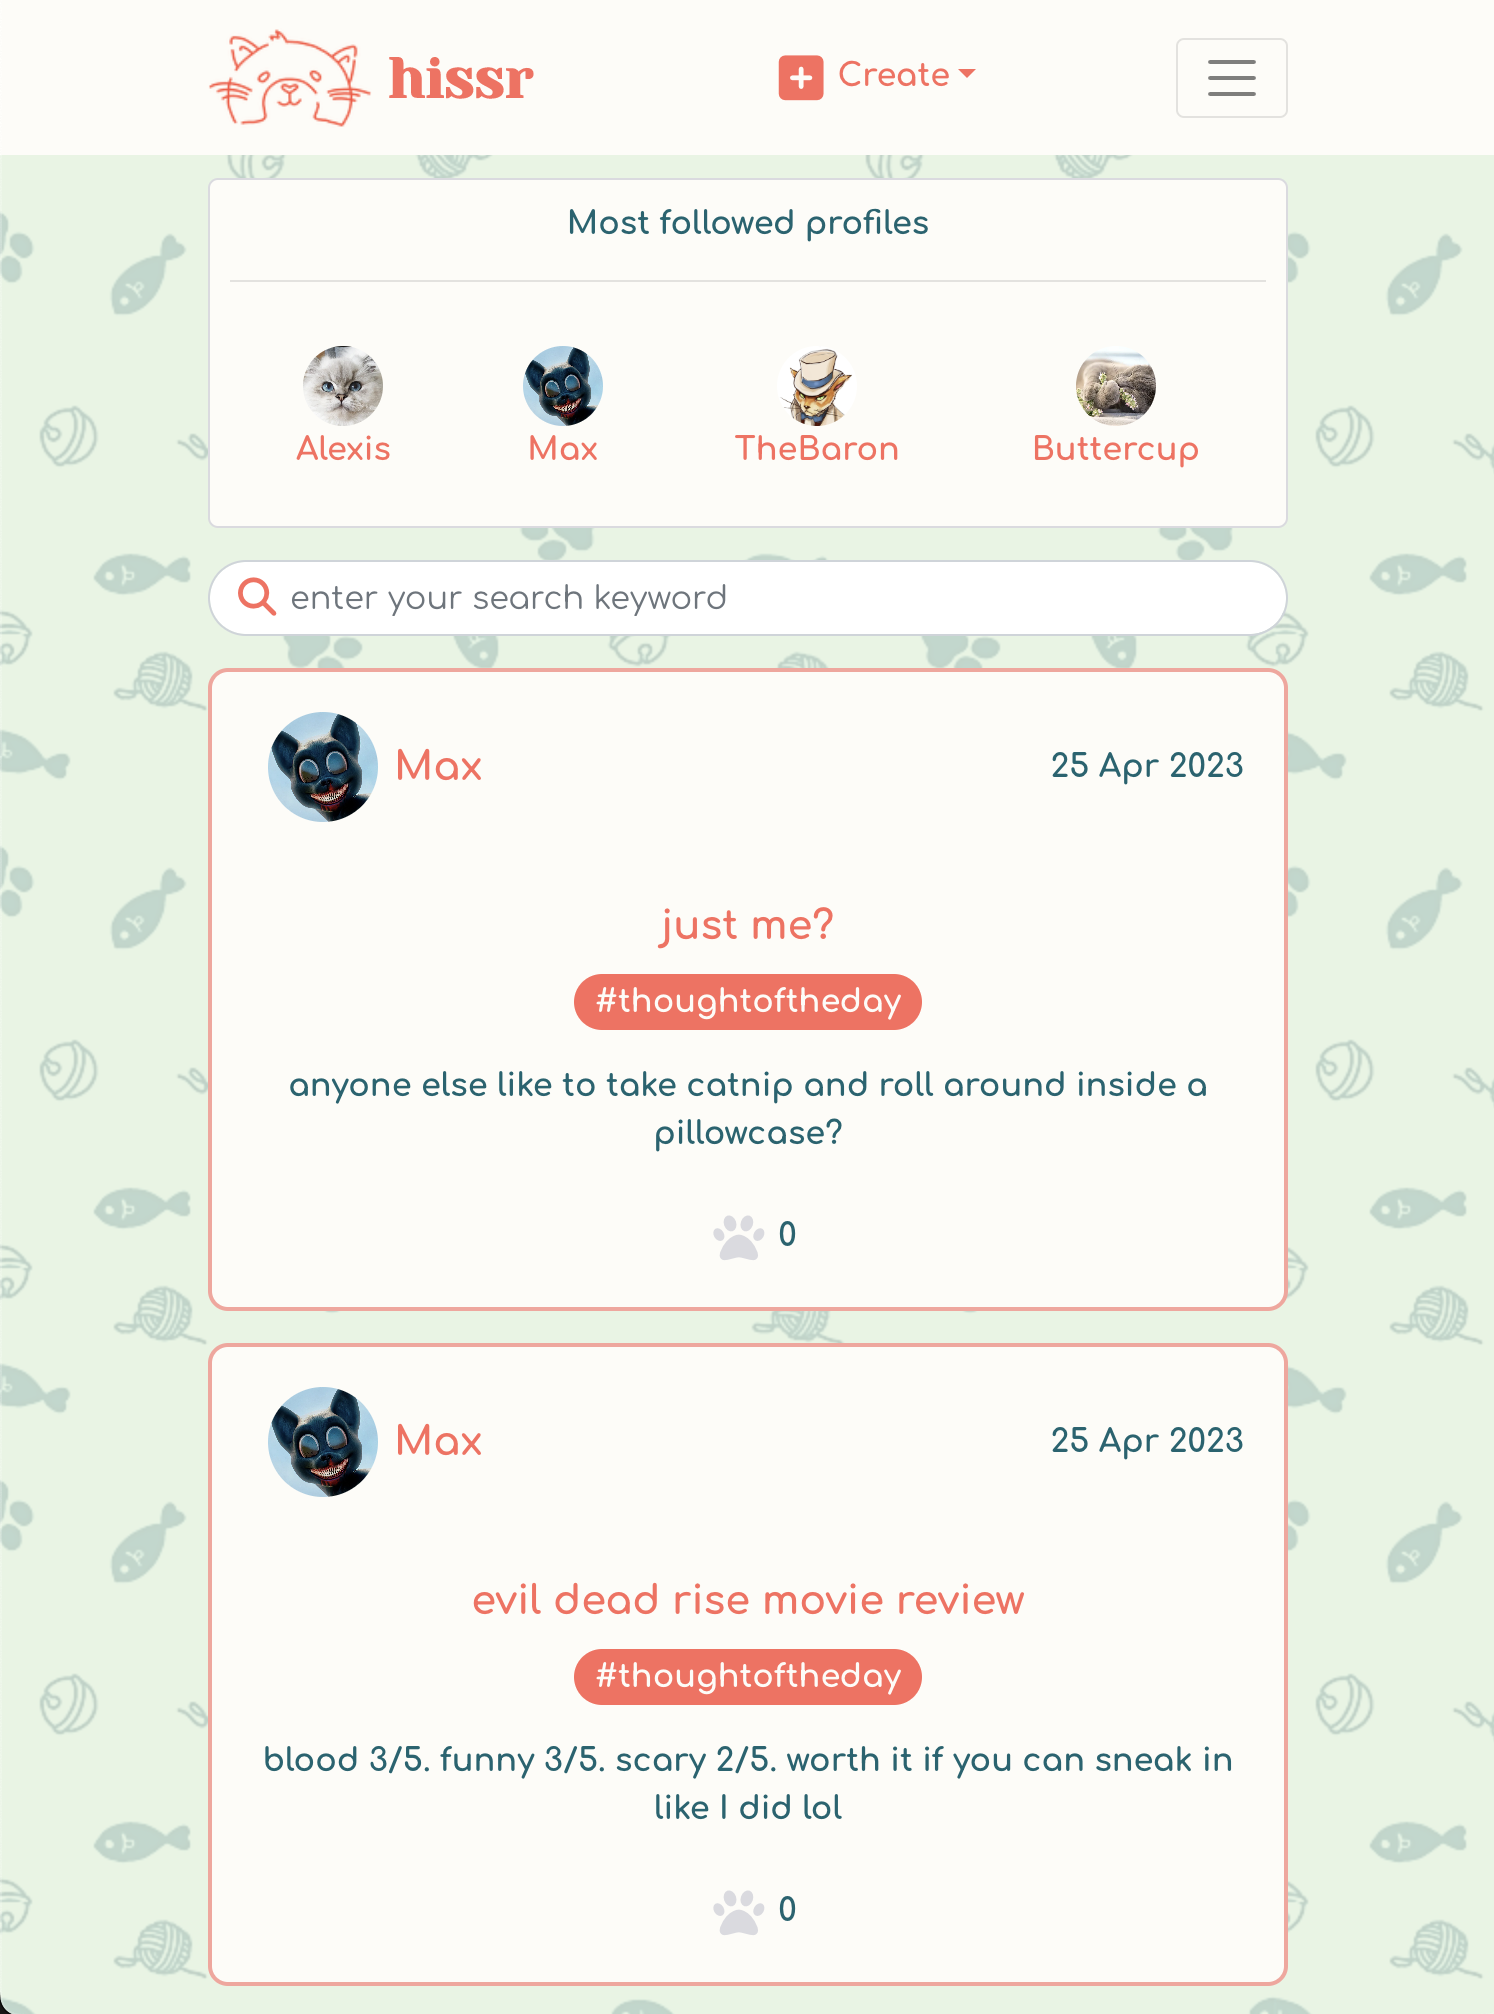 hissr
Create
Most followed profiles
Alexis
Max
TheBaron
Buttercup
enter your search keyword
Max
25 Apr 2023
just me?
#thoughtoftheday
anyone else like to take catnip and roll around inside a
pillowcase?
0
Max
25 Apr 2023
evil dead rise movie review
#thoughtoftheday
blood 3/5. funny 3/5. scary 2/5. worth it if you can sneak in
like I did lol
0